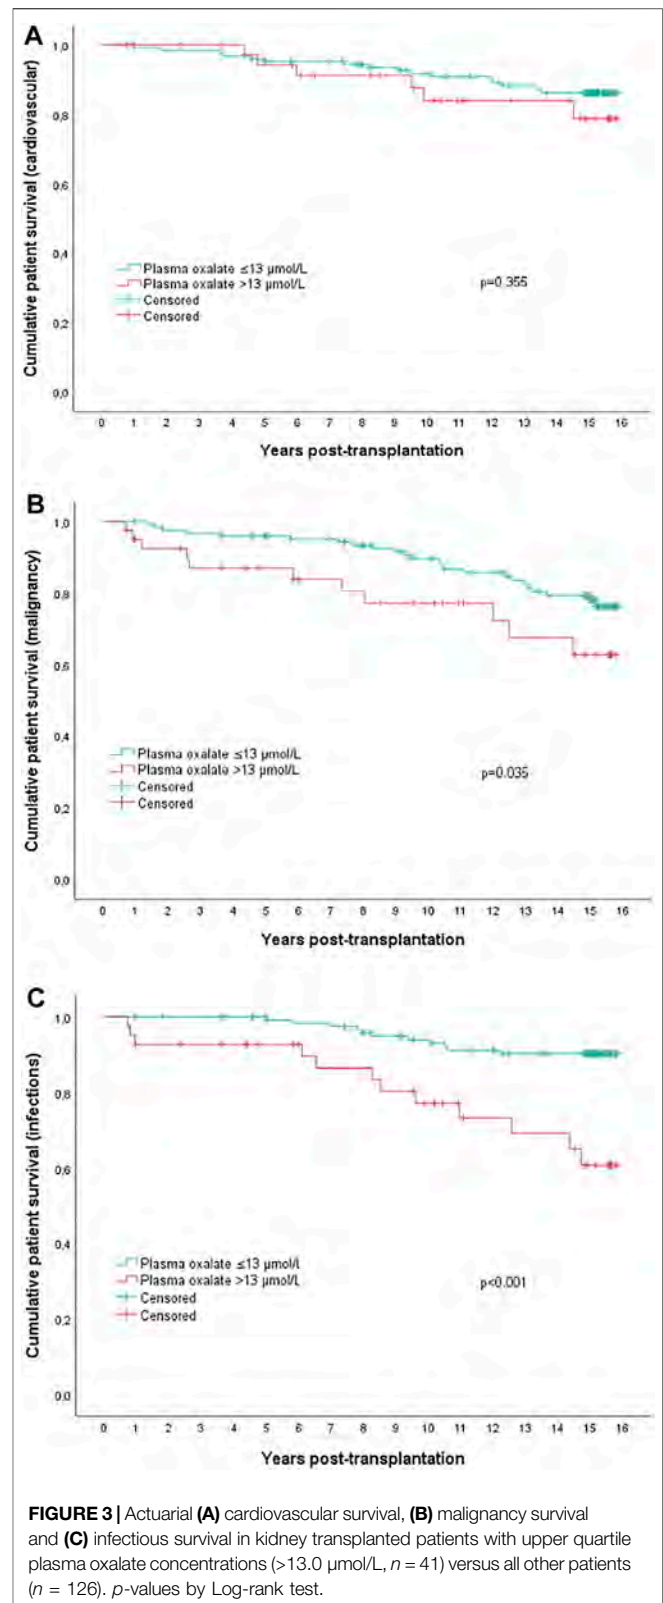 A
Cumulative patient survival (cardiovascular)
1,0
0,8
0,6
0,4
0,2
0,0
Plasma oxalate ≤13 µmol/L
Plasma oxalate >13 µmol/L
Censored
Censored
p=0.355
0 1 2 3 4 5 6 7 8 9 10 11 12 13 14 15 16
Years post-transplantation
B
Cumulative patient survival (malignancy)
1,0
0,8
0,6
0,4
0,2
0,0
Plasma oxalate ≤13 µmol/L
Plasma oxalate >13 µmol/L
Censored
Censored
p=0.035
0 1 2 3 4 5 6 7 8 9 10 11 12 13 14 15 16
Years post-transplantation
C
Cumulative patient survival (infections)
1,0
0,8
0,6
0,4
0,2
0,0
Plasma oxalate ≤13 µmol/L
Plasma oxalate >13 µmol/L
Censored
Censored
p<0.001
0 1 2 3 4 5 6 7 8 9 10 11 12 13 14 15 16
Years post-transplantation
FIGURE 3 | Actuarial (A) cardiovascular survival, (B) malignancy survival
and (C) infectious survival in kidney transplanted patients with upper quartile
plasma oxalate concentrations (>13.0 µmol/L, n = 41) versus all other patients
(n = 126). p-values by Log-rank test.